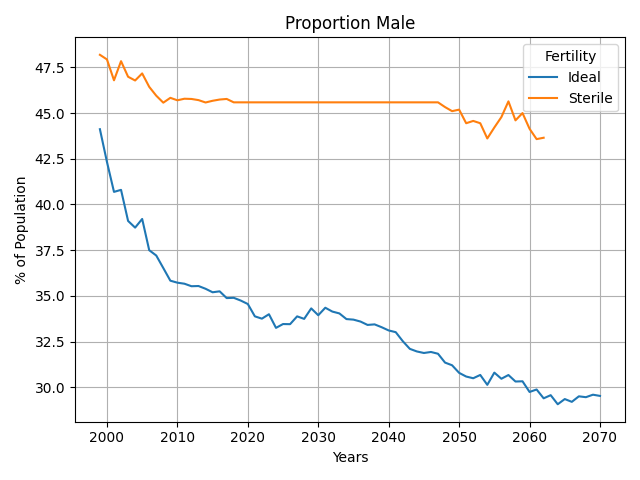 Proportion Male
Fertility
Ideal
Sterile
% of Population
47.5
45.0
42.5
40.0
37.5
35.0
32.5
30.0
2000 2010 2020 2030 2040 2050 2060 2070
Years